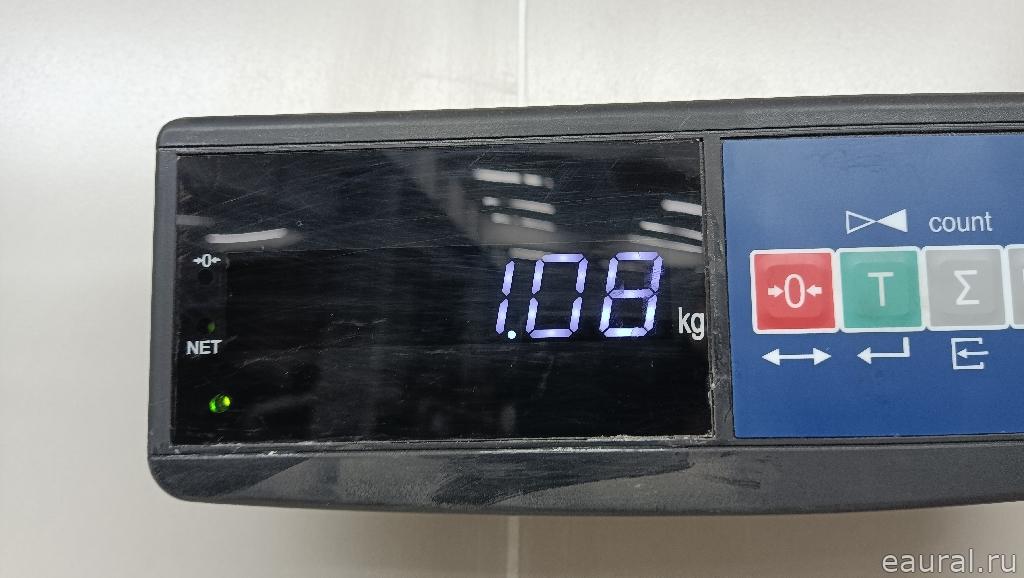 count
→0←
→0← T Σ
1.08 kg
NET
eaural.ru